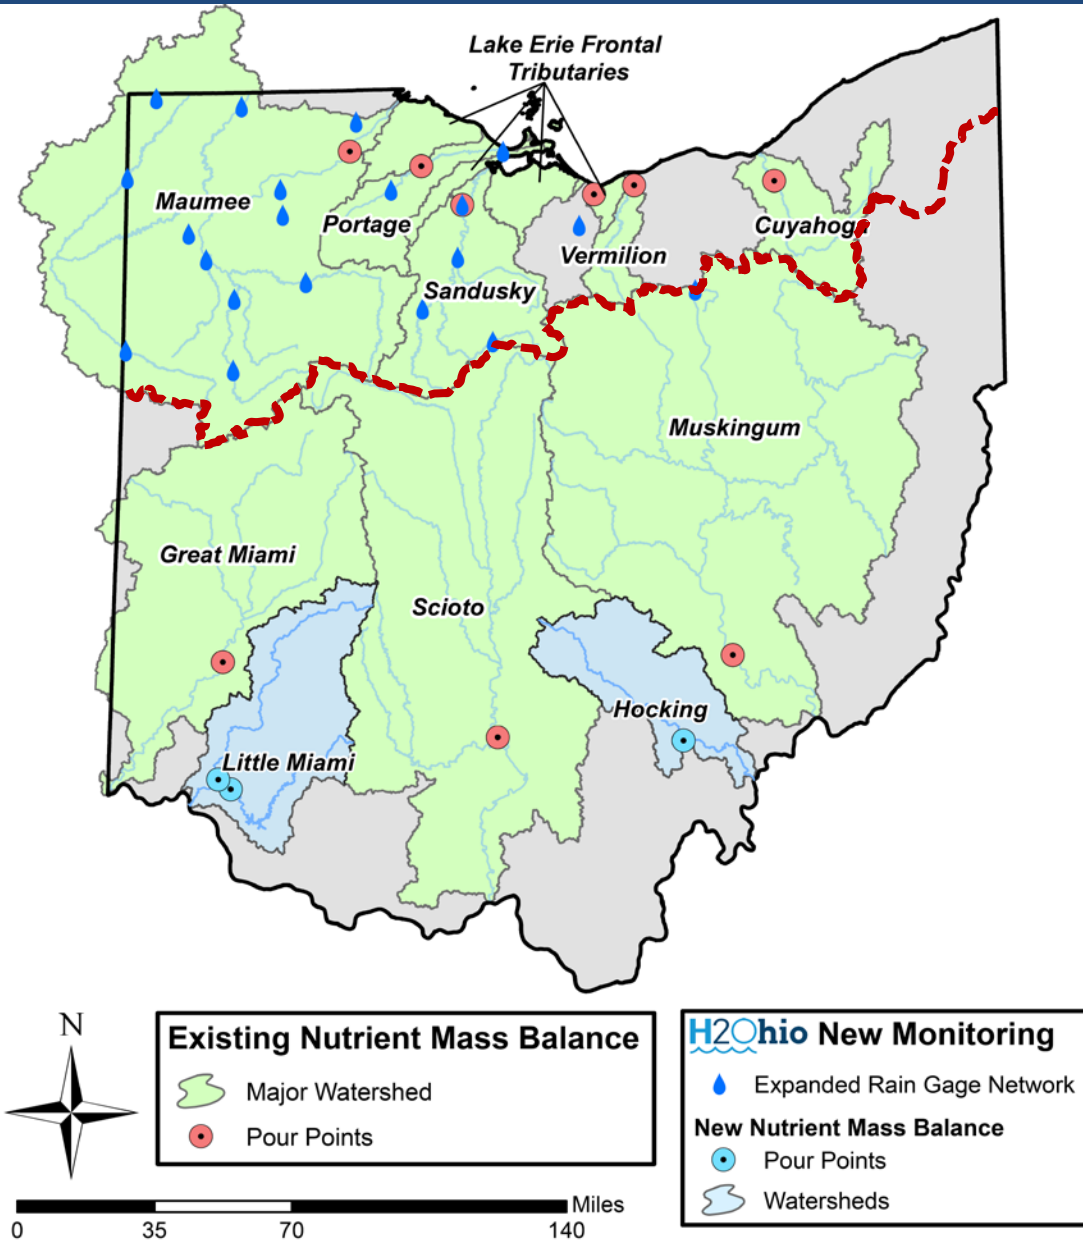 Lake Erie Frontal
Tributaries
Maumee
Portage
Cuyahoga
Vermilion
Sandusky
Muskingum
Great Miami
Scioto
Hocking
Little Miami
N
Existing Nutrient Mass Balance
Major Watershed
Pour Points
H2Ohio New Monitoring
Expanded Rain Gage Network
New Nutrient Mass Balance
Pour Points
Watersheds
Miles
0 35 70 140